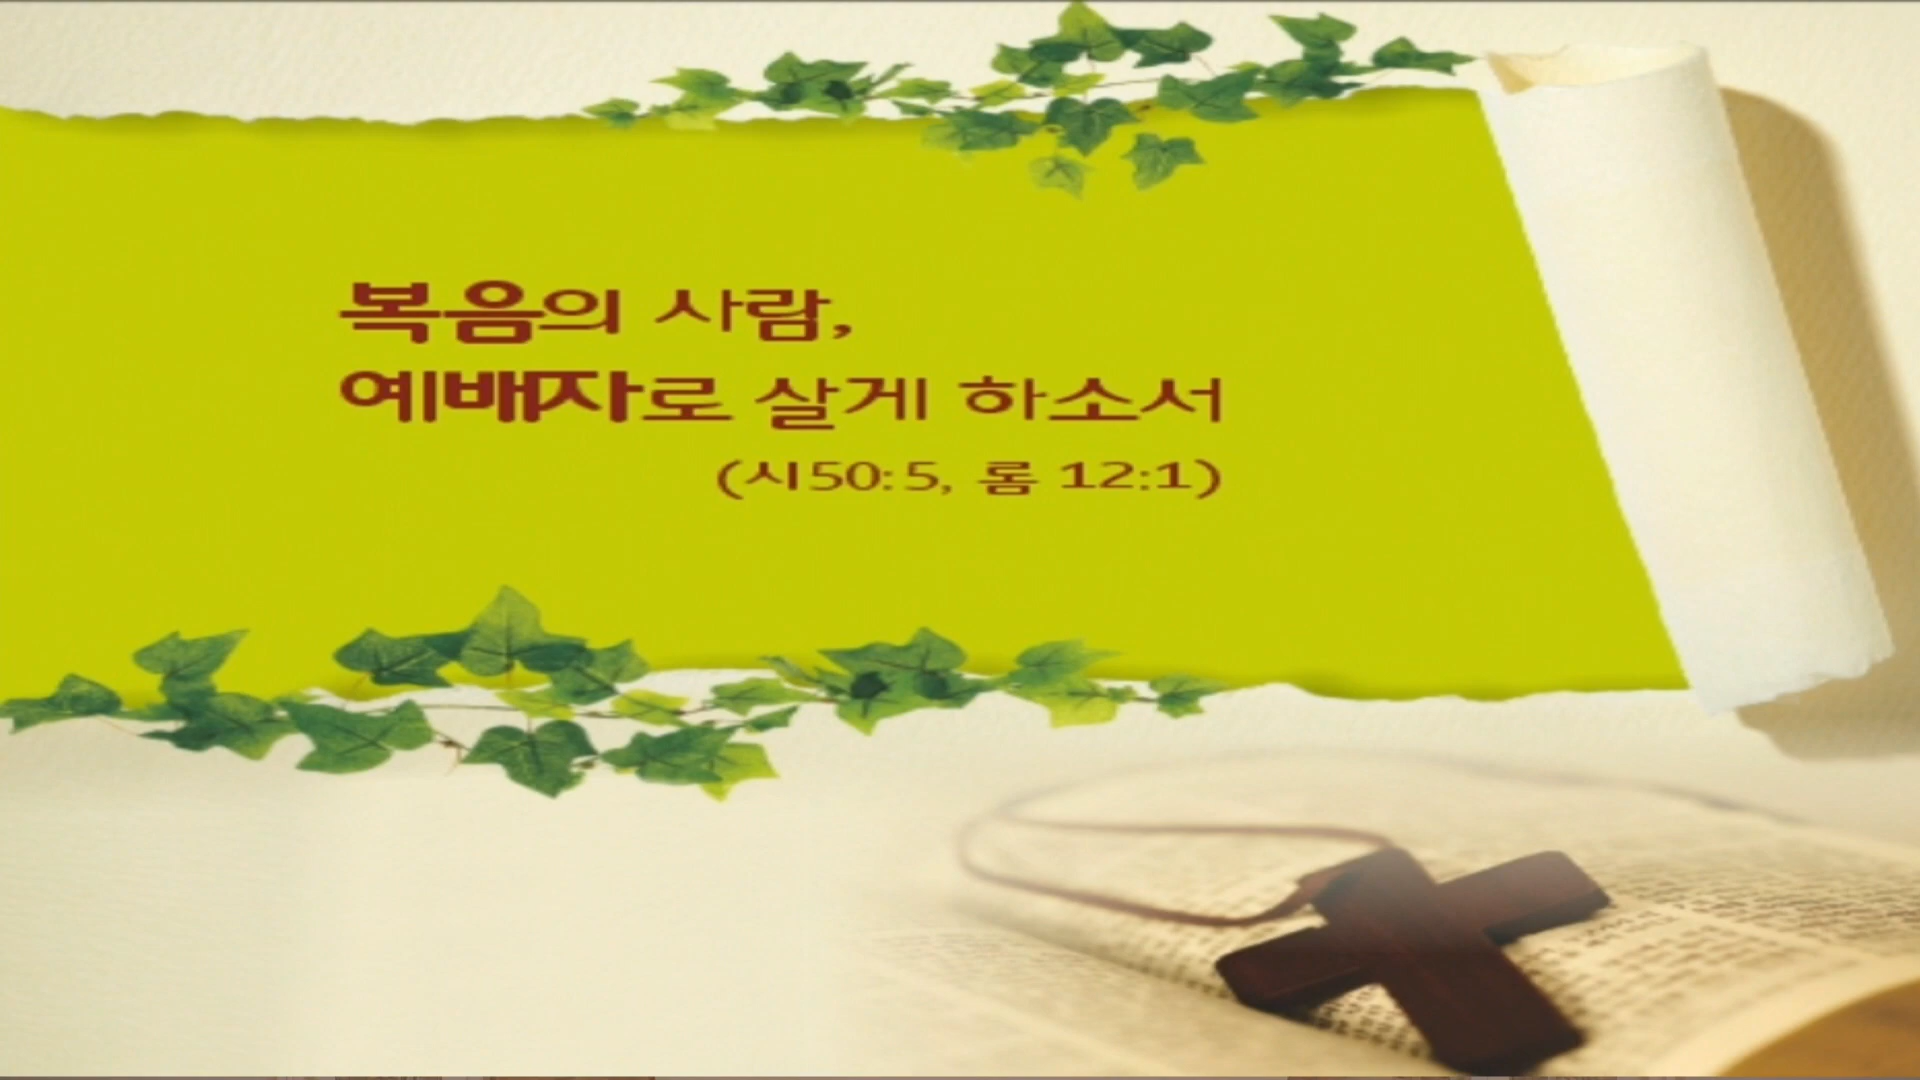 복음의 사람,
예배자로 살게 하소서
(시50:5, 롬 12:1)